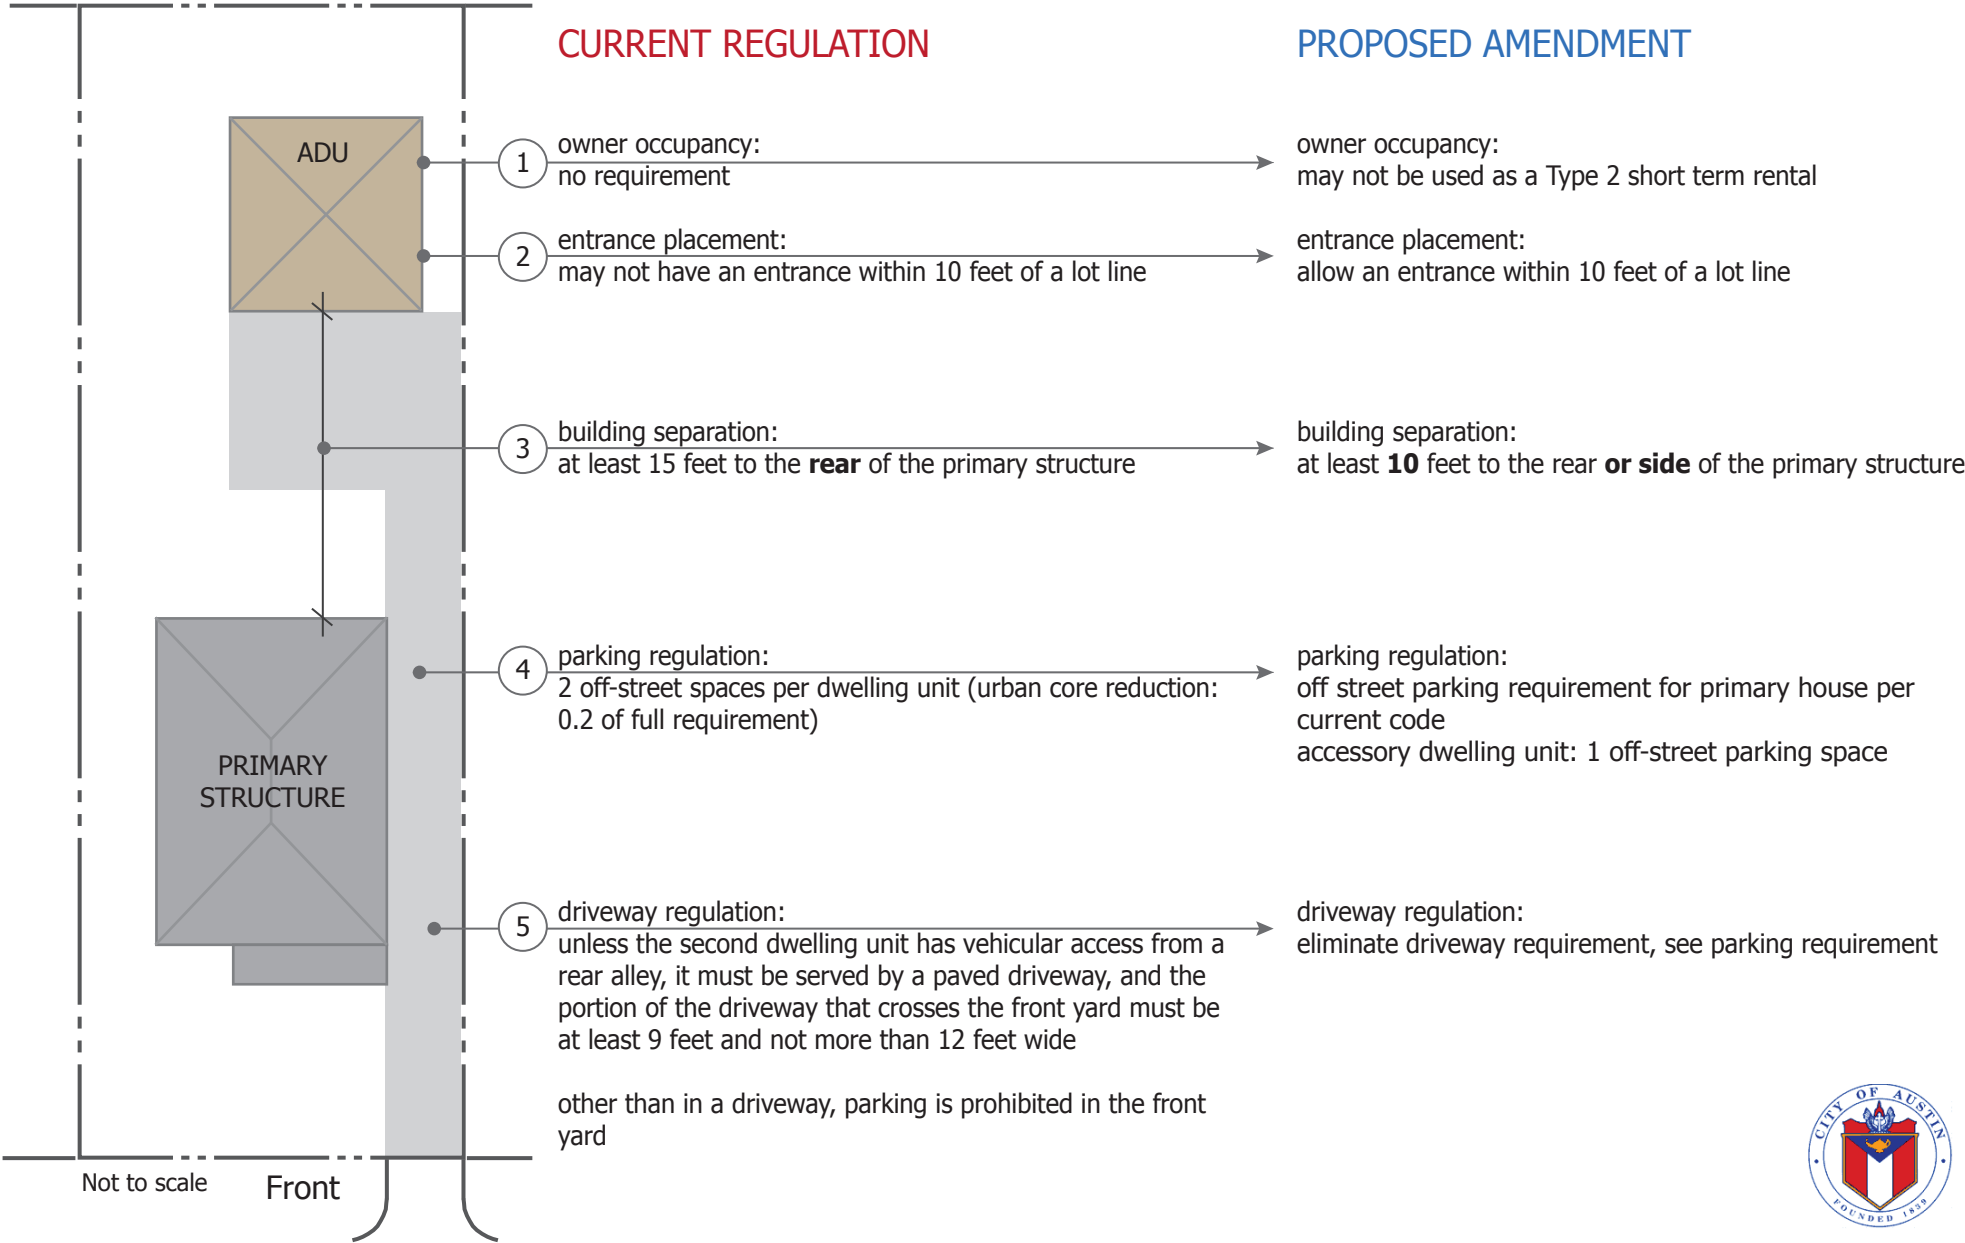 CURRENT REGULATION
PROPOSED AMENDMENT
ADU
1
owner occupancy:
no requirement
owner occupancy:
may not be used as a Type 2 short term rental
2
entrance placement:
may not have an entrance within 10 feet of a lot line
entrance placement:
allow an entrance within 10 feet of a lot line
3
building separation:
at least 15 feet to the rear of the primary structure
building separation:
at least 10 feet to the rear or side of the primary structure
4
parking regulation:
2 off-street spaces per dwelling unit (urban core reduction:
0.2 of full requirement)
parking regulation:
off street parking requirement for primary house per
current code
accessory dwelling unit: 1 off-street parking space
PRIMARY
STRUCTURE
5
driveway regulation:
unless the second dwelling unit has vehicular access from a
rear alley, it must be served by a paved driveway, and the
portion of the driveway that crosses the front yard must be
at least 9 feet and not more than 12 feet wide
other than in a driveway, parking is prohibited in the front
yard
driveway regulation:
eliminate driveway requirement, see parking requirement
Not to scale
Front
CITY OF AUSTIN
FOUNDED 1839